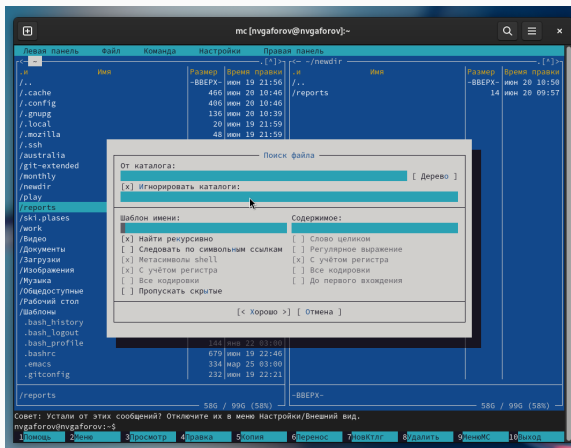 mc [nvgaforov@nvgaforov]:~
Левая панель Файл Команда Настройки Правая панель
<- ~ .[^]> <- ~/newdir .[^]>
.и Имя Размер Время правки .и Имя Размер Время правки
/.. -ВВЕРХ- июн 19 21:56 /.. -ВВЕРХ- июн 20 10:50
/.cache 466 июн 20 10:46 /reports 14 июн 20 09:57
/.config 406 июн 20 10:46
/.gnupg 136 июн 20 10:39
/.local 20 июн 19 21:59
/.mozilla 48 июн 19 21:59
/.ssh
/australia
/git-extended
/monthly
/newdir
/play
/reports
/ski.plases
/work
/Видео
/Документы
/Загрузки
/Изображения
/Музыка
/Общедоступные
/Рабочий стол
/Шаблоны
.bash_history
.bash_logout
.bash_profile 144 янв 22 03:00
.bashrc 679 июн 19 22:46
.emacs 334 мар 25 03:00
.gitconfig 232 июн 19 22:21
Поиск файла
От каталога:
[ Дерево ]
[x] Игнорировать каталоги:
Шаблон имени: Содержимое:
[x] Найти рекурсивно [ ] Слово целиком
[ ] Следовать по символьным ссылкам [ ] Регулярное выражение
[x] Метасимволы shell [x] С учётом регистра
[x] С учётом регистра [ ] Все кодировки
[ ] Все кодировки [ ] До первого вхождения
[ ] Пропускать скрытые
[< Хорошо >] [ Отмена ]
/reports -ВВЕРХ-
58G / 99G (58%) 58G / 99G (58%)
Совет: Устали от этих сообщений? Отключите их в меню Настройки/Внешний вид.
nvgaforov@nvgaforov:~$
1Помощь 2Меню 3Просмотр 4Правка 5Копия 6Перенос 7НовКтлг 8Удалить 9МенюMC 10Выход